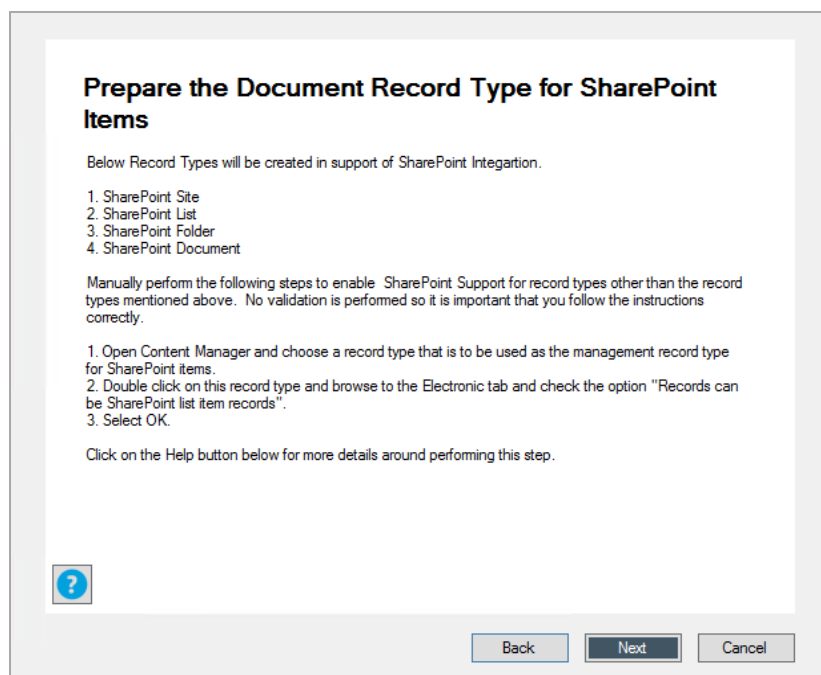 Prepare the Document Record Type for SharePoint
Items
Below Record Types will be created in support of SharePoint Integartion.
1. SharePoint Site
2. SharePoint List
3. SharePoint Folder
4. SharePoint Document
Manually perform the following steps to enable  SharePoint Support for record types other than the record
types mentioned above.  No validation is performed so it is important that you follow the instructions
correctly.
1. Open Content Manager and choose a record type that is to be used as the management record type
for SharePoint items.
2. Double click on this record type and browse to the Electronic tab and check the option "Records can
be SharePoint list item records".
3. Select OK.
Click on the Help button below for more details around performing this step.
?
Back Next Cancel